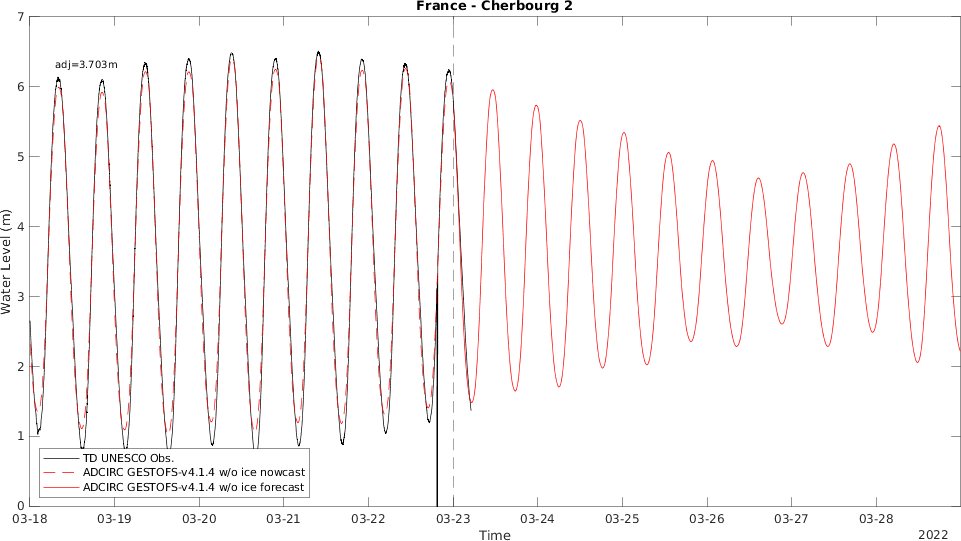 France - Cherbourg 2
7
6
5
4
3
2
1
0
Water Level (m)
adj=3.703m
TD UNESCO Obs.
ADCIRC GESTOFS-v4.1.4 w/o ice nowcast
ADCIRC GESTOFS-v4.1.4 w/o ice forecast
03-18 03-19 03-20 03-21 03-22 03-23 03-24 03-25 03-26 03-27 03-28
Time
2022